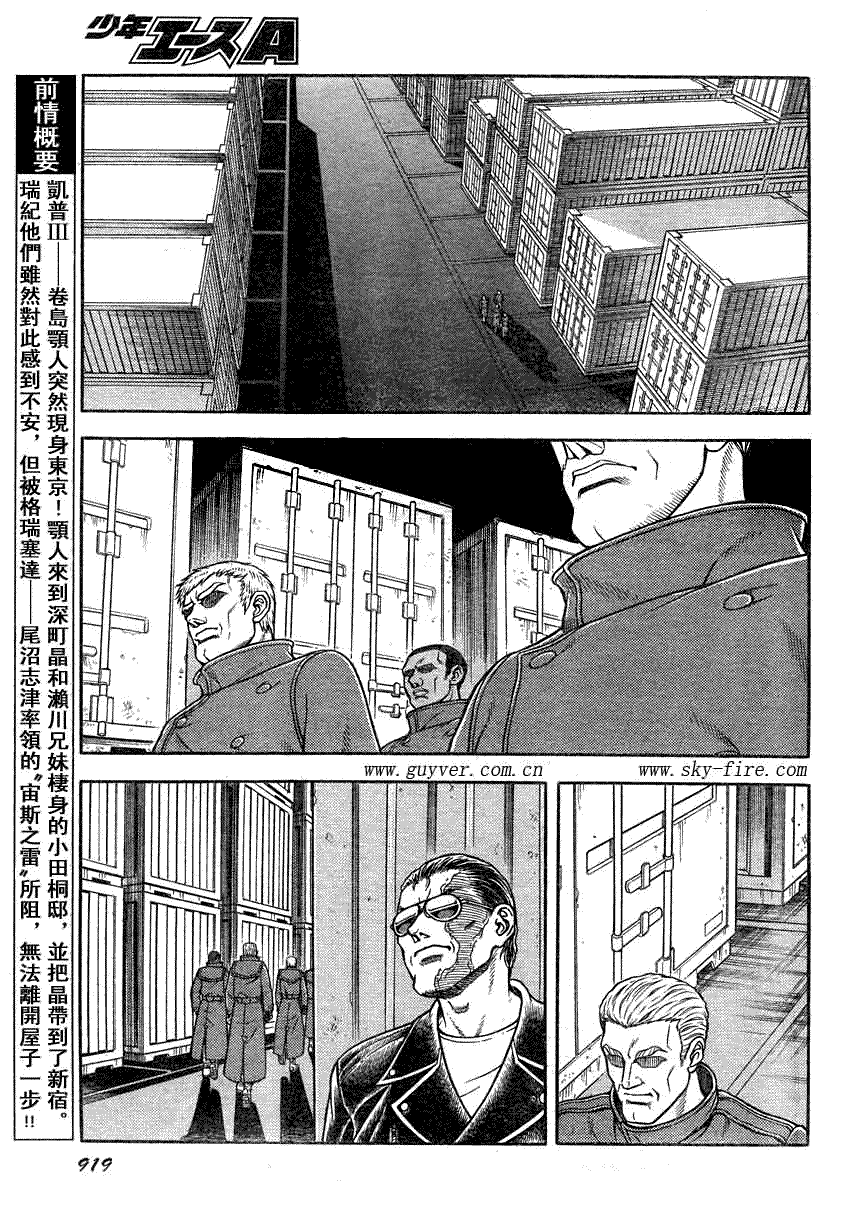 少年エースA
前情概要
凱普III——卷島顎人突然現身東京！顎人來到深町晶和瀨川兄妹棲身的小田桐邸，並把晶帶到了新宿。
瑞紀他們雖然對此感到不安，但被格瑞塞達——尾沼志津率領的〝宙斯之雷〞所阻，無法離開屋子一步!!
www.guyver.com.cn
www.sky-fire.com
919